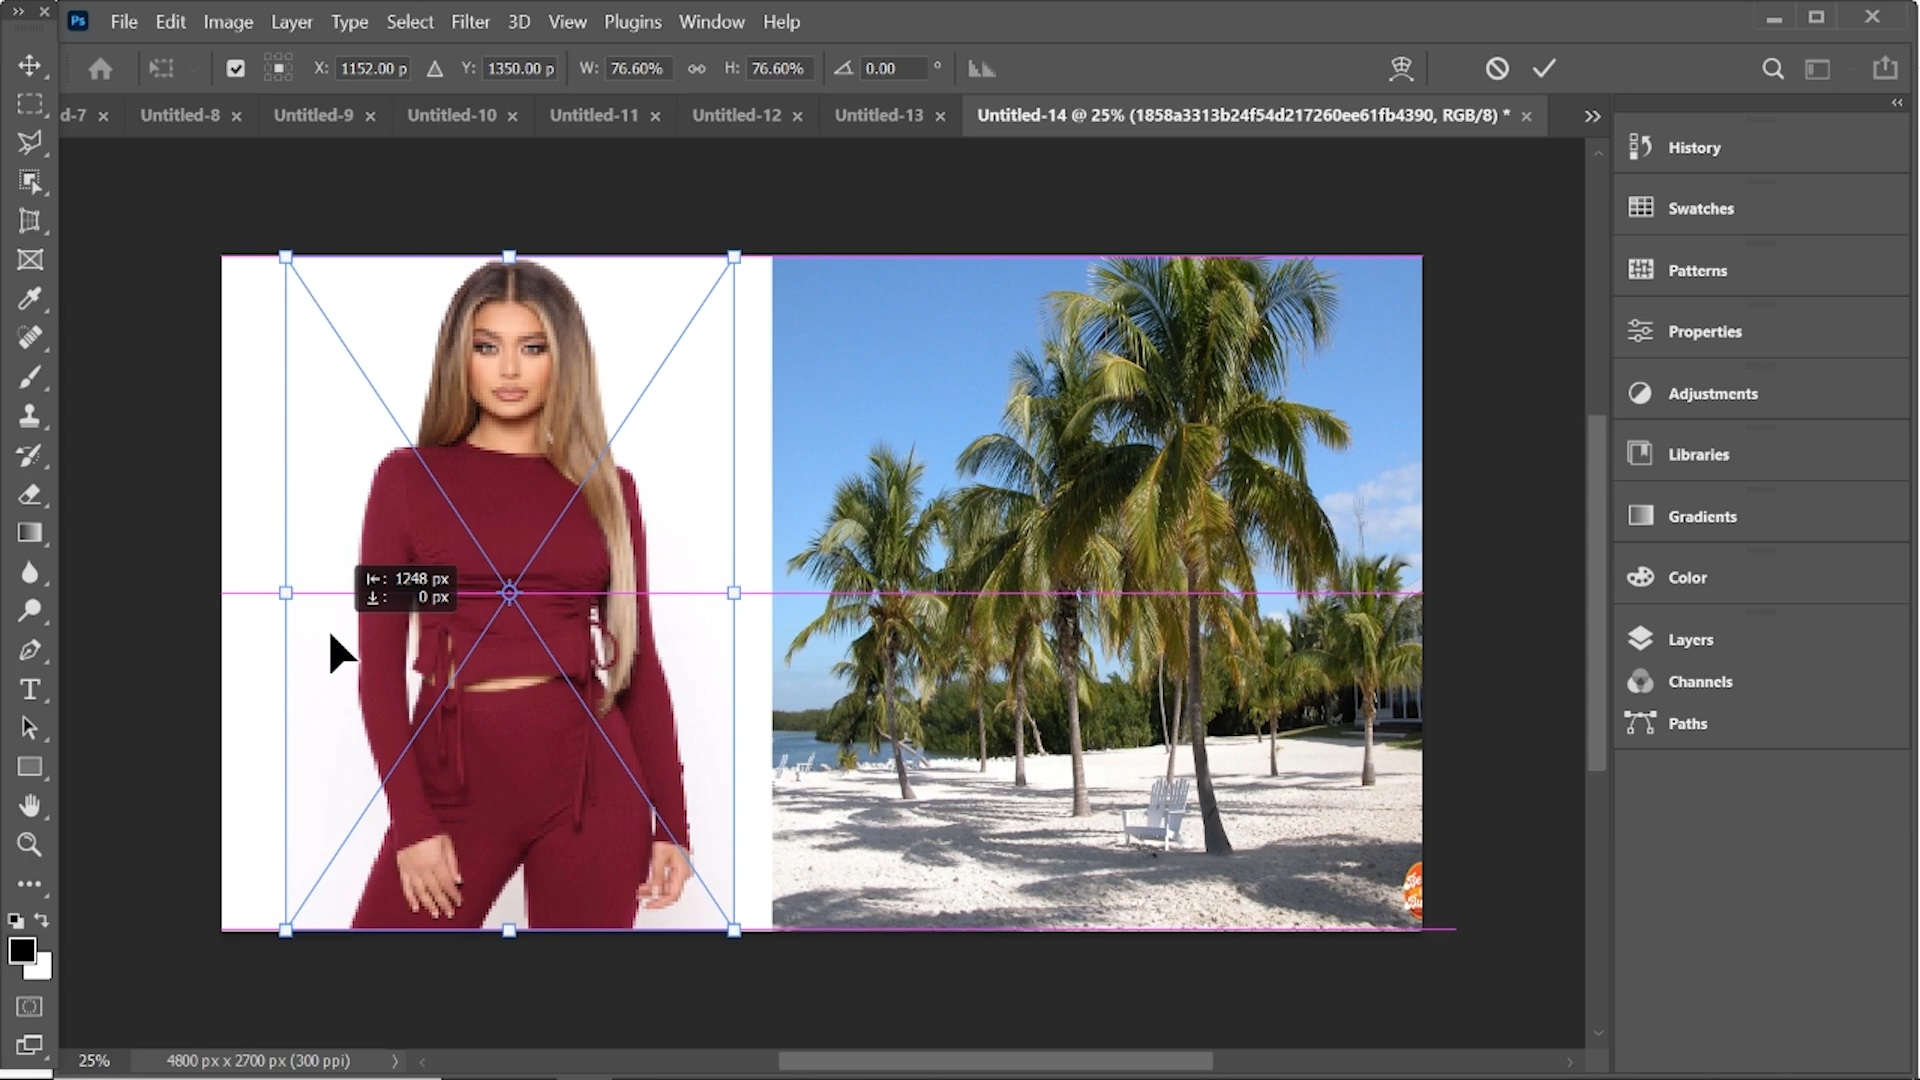 Ps File Edit Image Layer Type Select Filter 3D View Plugins Window Help
X: 1152.00 p Y: 1350.00 p W: 76.60% H: 76.60% 0.00 °
d-7 × Untitled-8 × Untitled-9 × Untitled-10 × Untitled-11 × Untitled-12 × Untitled-13 × Untitled-14 @ 25% (1858a3313b24f54d217260ee61fb4390, RGB/8) * ×
History
Swatches
Patterns
Properties
Adjustments
Libraries
Gradients
Color
Layers
Channels
Paths
1248 px
0 px
25% 4800 px x 2700 px (300 ppi)